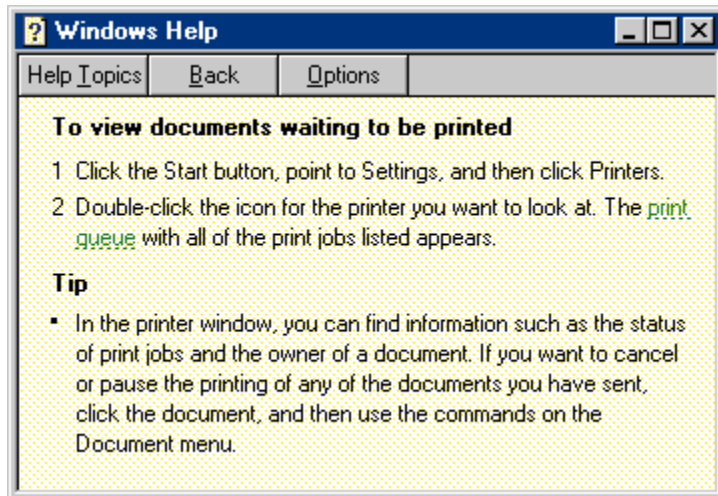 Windows Help
Help Topics Back Options
To view documents waiting to be printed
1 Click the Start button, point to Settings, and then click Printers.
2 Double-click the icon for the printer you want to look at. The print
queue with all of the print jobs listed appears.
Tip
▪ In the printer window, you can find information such as the status
of print jobs and the owner of a document. If you want to cancel
or pause the printing of any of the documents you have sent,
click the document, and then use the commands on the
Document menu.